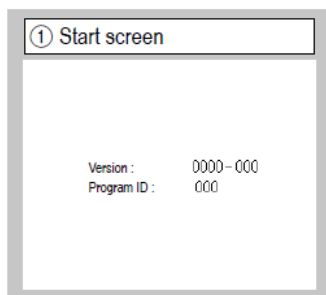 ① Start screen
Version : 0000-000
Program ID : 000